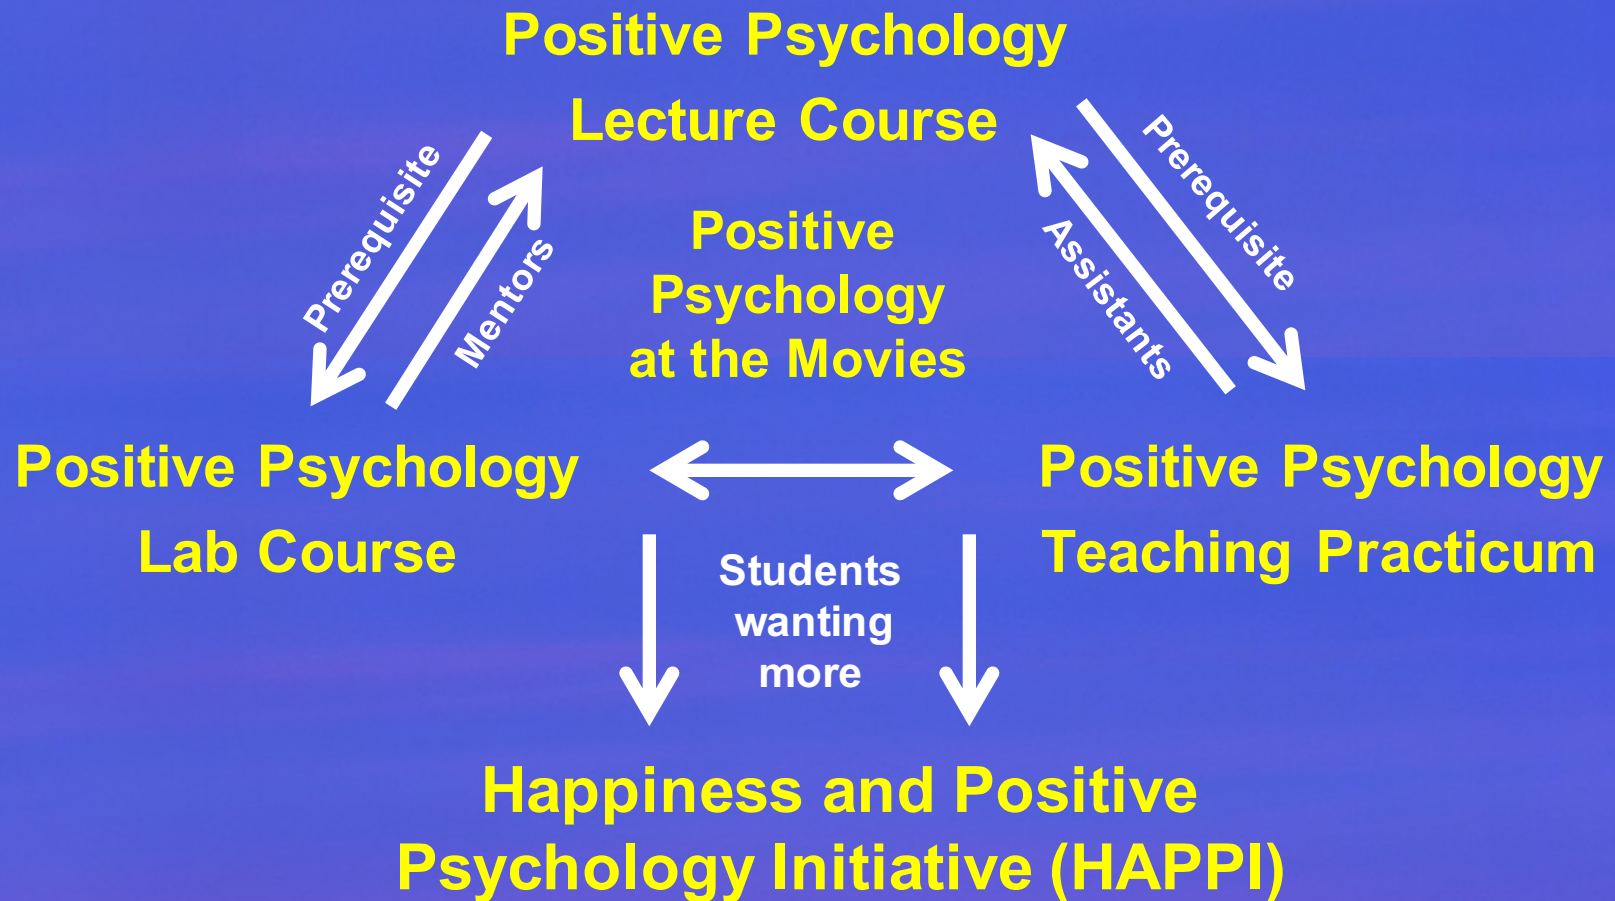 Positive Psychology
Lecture Course
Prerequisite
Mentors
Positive
Psychology
at the Movies
Assistants
Prerequisite
Positive Psychology
Lab Course
Positive Psychology
Teaching Practicum
Students
wanting
more
Happiness and Positive
Psychology Initiative (HAPPI)